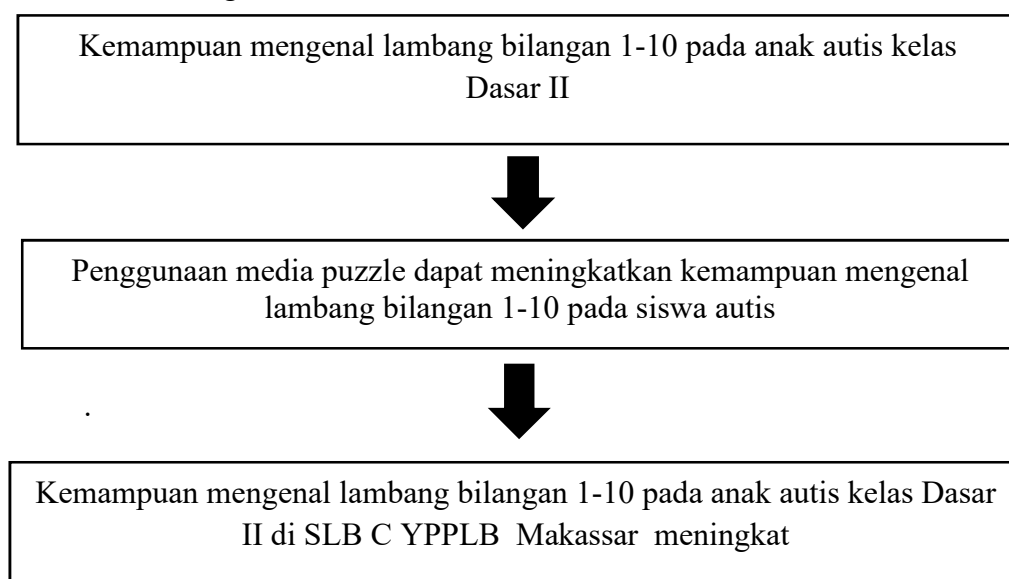 Kemampuan mengenal lambang bilangan 1-10 pada anak autis kelas
Dasar II
Penggunaan media puzzle dapat meningkatkan kemampuan mengenal
lambang bilangan 1-10 pada siswa autis
.
Kemampuan mengenal lambang bilangan 1-10 pada anak autis kelas Dasar
II di SLB C YPPLB Makassar meningkat